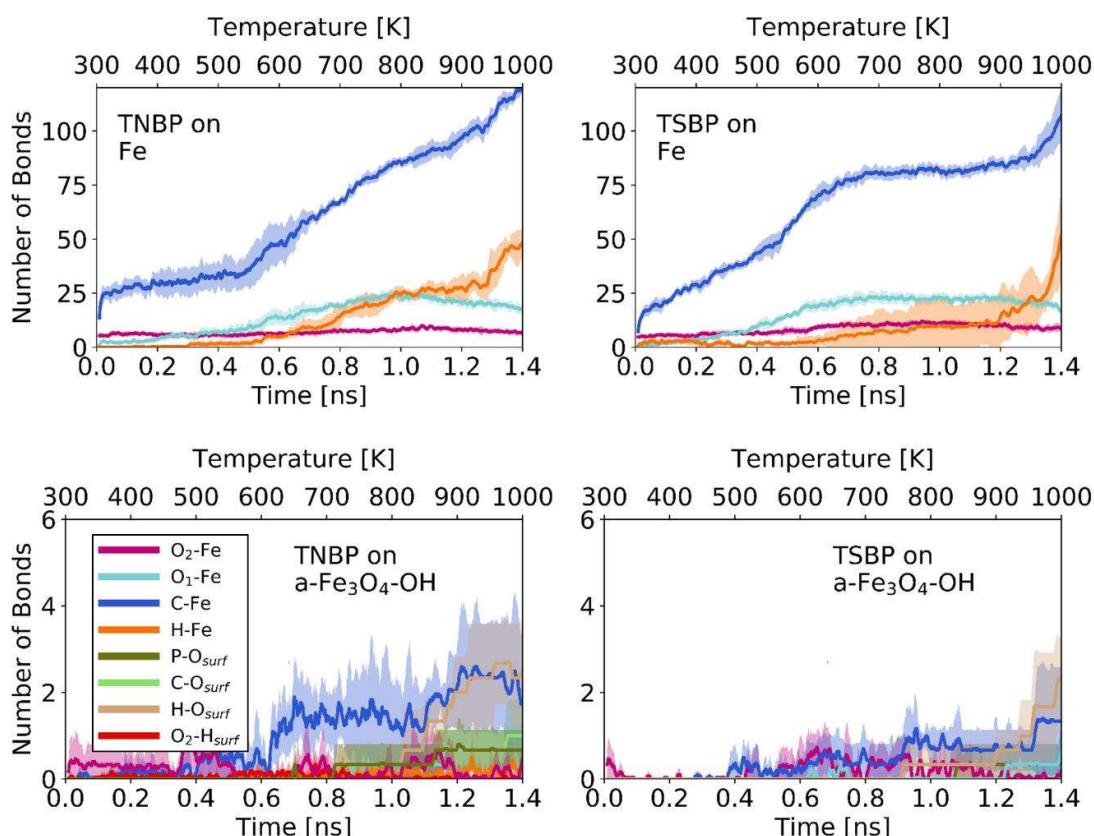 Temperature [K]
300 400 500 600 700 800 900 1000
TNBP on
Fe
Number of Bonds
100
75
50
25
0
0.0 0.2 0.4 0.6 0.8 1.0 1.2 1.4
Time [ns]
Temperature [K]
300 400 500 600 700 800 900 1000
TSBP on
Fe
100
75
50
25
0
0.0 0.2 0.4 0.6 0.8 1.0 1.2 1.4
Time [ns]
Temperature [K]
300 400 500 600 700 800 900 1000
TNBP on
a-Fe₃O₄-OH
Number of Bonds
6
4
2
0
O₂-Fe
O₁-Fe
C-Fe
H-Fe
P-Osurf
C-Osurf
H-Osurf
O₂-Hsurf
0.0 0.2 0.4 0.6 0.8 1.0 1.2 1.4
Time [ns]
Temperature [K]
300 400 500 600 700 800 900 1000
TSBP on
a-Fe₃O₄-OH
6
4
2
0
0.0 0.2 0.4 0.6 0.8 1.0 1.2 1.4
Time [ns]